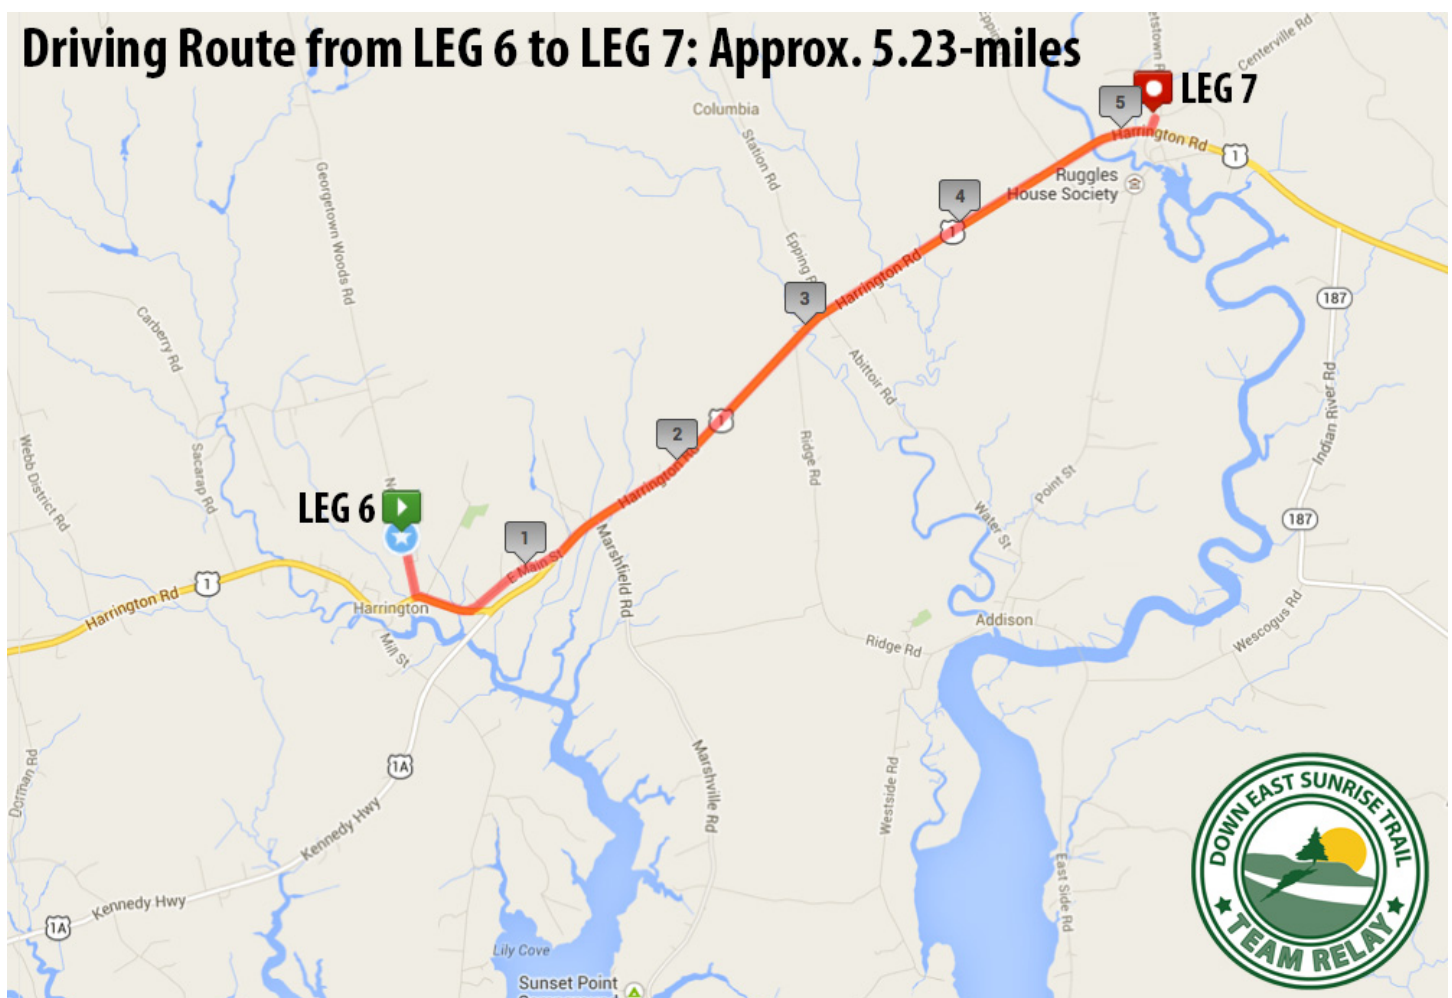 Driving Route from LEG 6 to LEG 7: Approx. 5.23-miles
Centerville Rd
Columbia
LEG 7
5
Harrington Rd
1
Station Rd
Georgetown Woods Rd
Ruggles
House Society
4
1
Epping R
Harrington Rd
187
3
Carberry Rd
Abittoir Rd
Indian River Rd
1
2
Webb District Rd
Sacarap Rd
Harrington Rd
Ridge Rd
Point St
LEG 6
187
Water St
1
E Main St
Marshfield Rd
1
Harrington Rd
Harrington
Addison
Wescogus Rd
Mill St
Ridge Rd
1A
Dorman Rd
Marshville Rd
Westside Rd
Kennedy Hwy
East Side Rd
Kennedy Hwy
1A
Lily Cove
Sunset Point
DOWN EAST SUNRISE TRAIL
TEAM RELAY